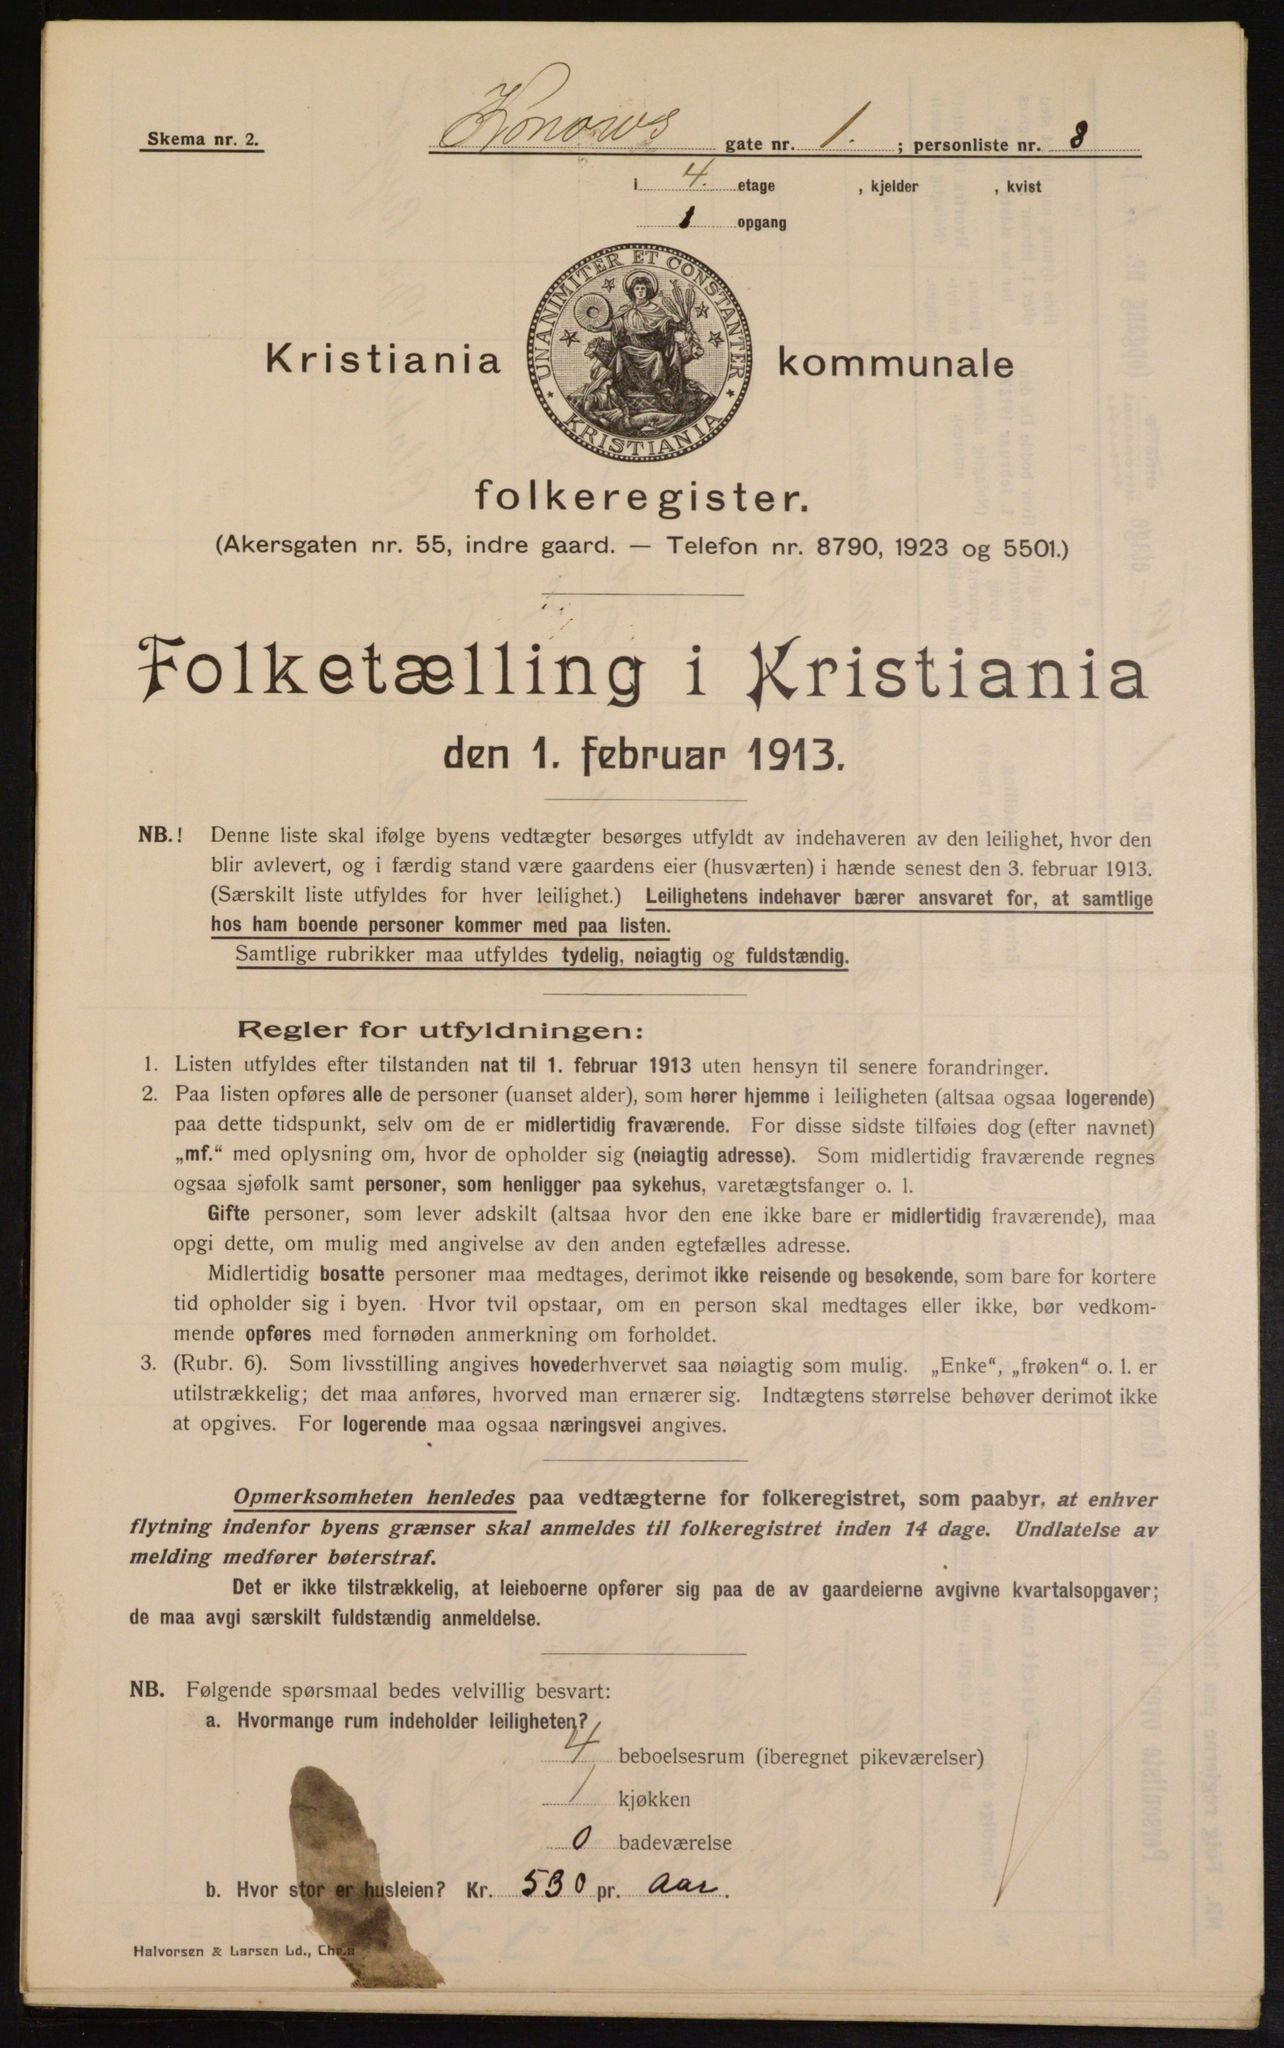 Skema nr. 2.
Konows gate nr. 1. ; personliste nr. 8
i 4. etage , kjelder , kvist
1 opgang
UNANIMITER ET CONSTANTER
KRISTIANIA
Kristiania kommunale
folkeregister.
(Akersgaten nr. 55, indre gaard. — Telefon nr. 8790, 1923 og 5501.)
Folketælling i Kristiania
den 1. februar 1913.
NB.! Denne liste skal ifølge byens vedtægter besørges utfyldt av indehaveren av den leilighet, hvor den
blir avlevert, og i færdig stand være gaardens eier (husværten) i hænde senest den 3. februar 1913.
(Særskilt liste utfyldes for hver leilighet.) Leilighetens indehaver bærer ansvaret for, at samtlige
hos ham boende personer kommer med paa listen.
Samtlige rubrikker maa utfyldes tydelig, nøiagtig og fuldstændig.
Regler for utfyldningen:
1. Listen utfyldes efter tilstanden nat til 1. februar 1913 uten hensyn til senere forandringer.
2. Paa listen opføres alle de personer (uanset alder), som hører hjemme i leiligheten (altsaa ogsaa logerende)
paa dette tidspunkt, selv om de er midlertidig fraværende. For disse sidste tilføies dog (efter navnet)
„mf.“ med oplysning om, hvor de opholder sig (nøiagtig adresse). Som midlertidig fraværende regnes
ogsaa sjøfolk samt personer, som henligger paa sykehus, varetægtsfanger o. l.
Gifte personer, som lever adskilt (altsaa hvor den ene ikke bare er midlertidig fraværende), maa
opgi dette, om mulig med angivelse av den anden egtefælles adresse.
Midlertidig bosatte personer maa medtages, derimot ikke reisende og besøkende, som bare for kortere
tid opholder sig i byen. Hvor tvil opstaar, om en person skal medtages eller ikke, bør vedkom-
mende opføres med fornøden anmerkning om forholdet.
3. (Rubr. 6). Som livsstilling angives hovederhvervet saa nøiagtig som mulig. „Enke“, „frøken“ o. l. er
utilstrækkelig; det maa anføres, hvorved man ernærer sig. Indtægtens størrelse behøver derimot ikke
at opgives. For logerende maa ogsaa næringsvei angives.
Opmerksomheten henledes paa vedtægterne for folkeregistret, som paabyr, at enhver
flytning indenfor byens grænser skal anmeldes til folkeregistret inden 14 dage. Undlatelse av
melding medfører bøterstraf.
Det er ikke tilstrækkelig, at leieboerne opfører sig paa de av gaardeierne avgivne kvartalsopgaver;
de maa avgi særskilt fuldstændig anmeldelse.
NB. Følgende spørsmaal bedes velvillig besvart:
a. Hvormange rum indeholder leiligheten?
4 beboelsesrum (iberegnet pikeværelser)
1 kjøkken
0 badeværelse
b. Hvor stor er husleien? Kr. 530 pr. Aar.
Halvorsen & Larsen Ld., Chr.a